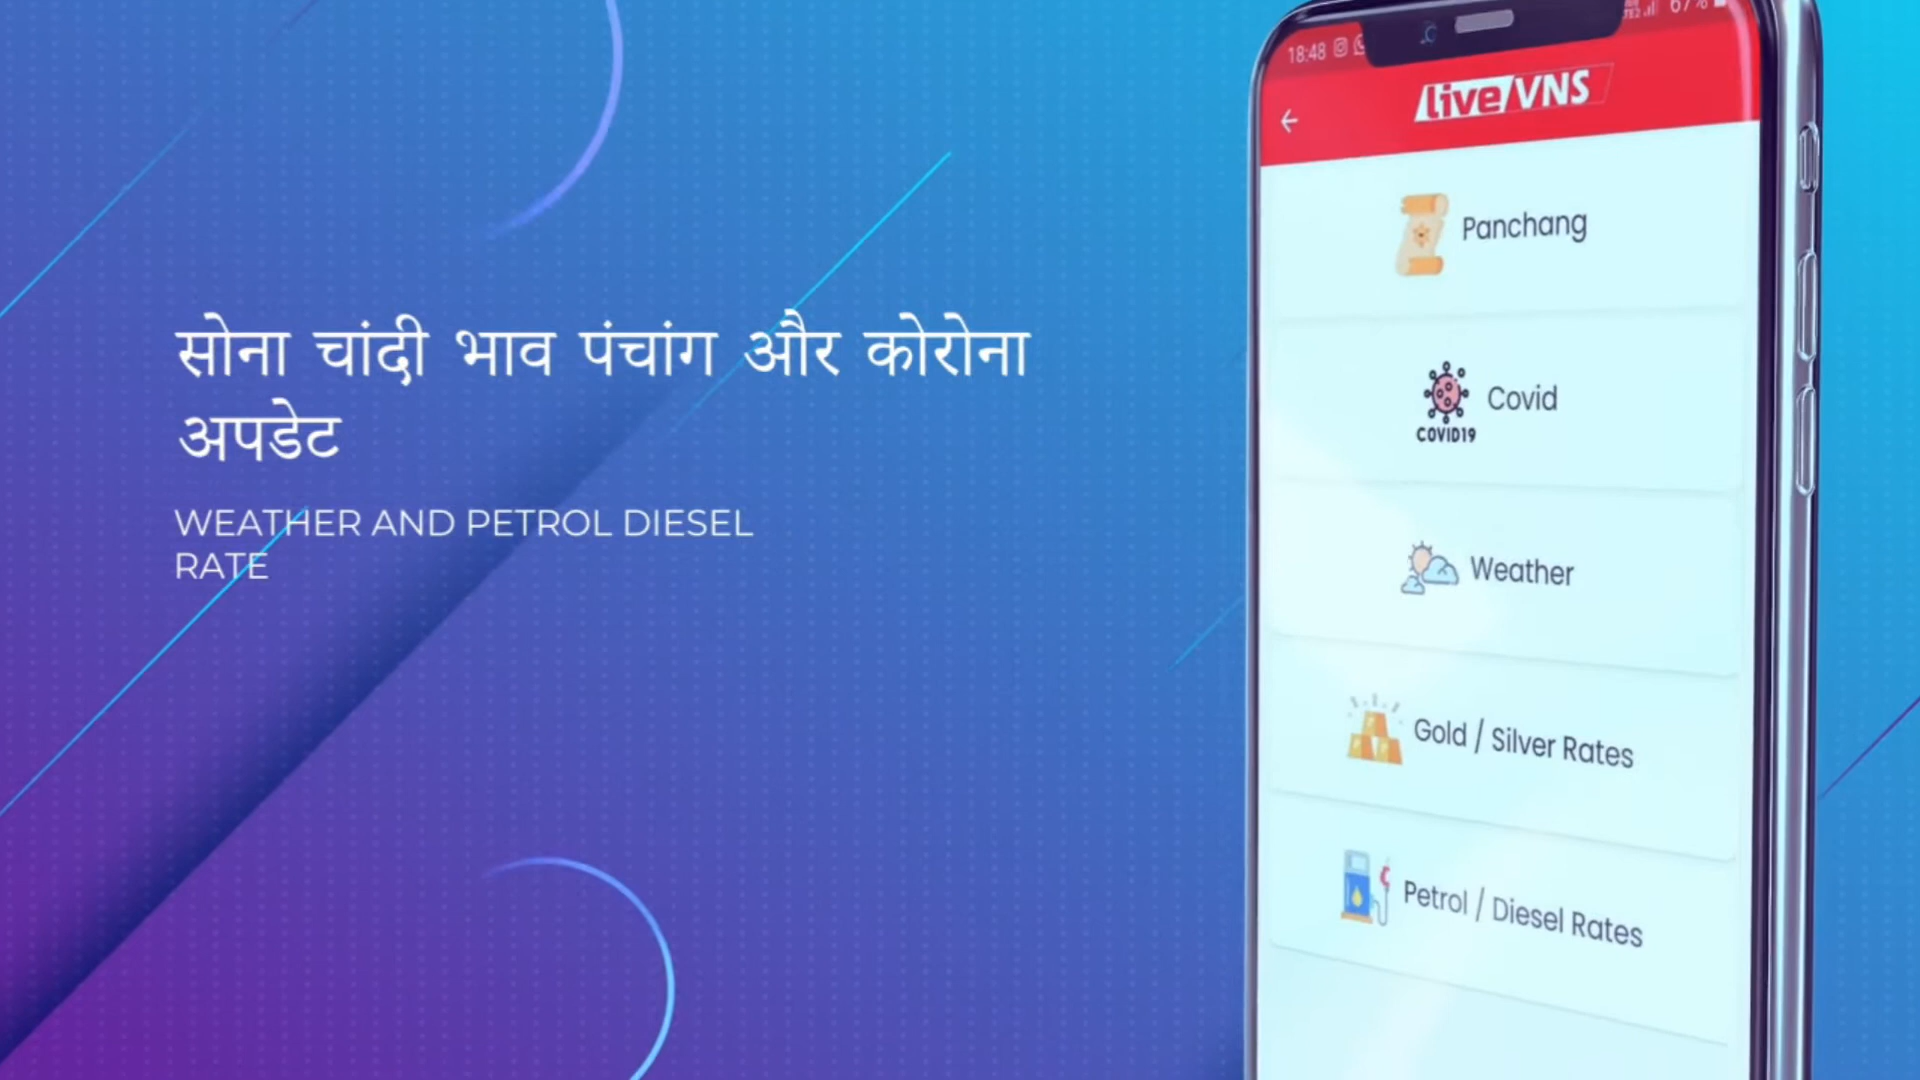 सोना चांदी भाव पंचांग और कोरोना
अपडेट
WEATHER AND PETROL DIESEL
RATE
18:48
67%
live VNS
Panchang
COVID19
Covid
Weather
Gold / Silver Rates
Petrol / Diesel Rates